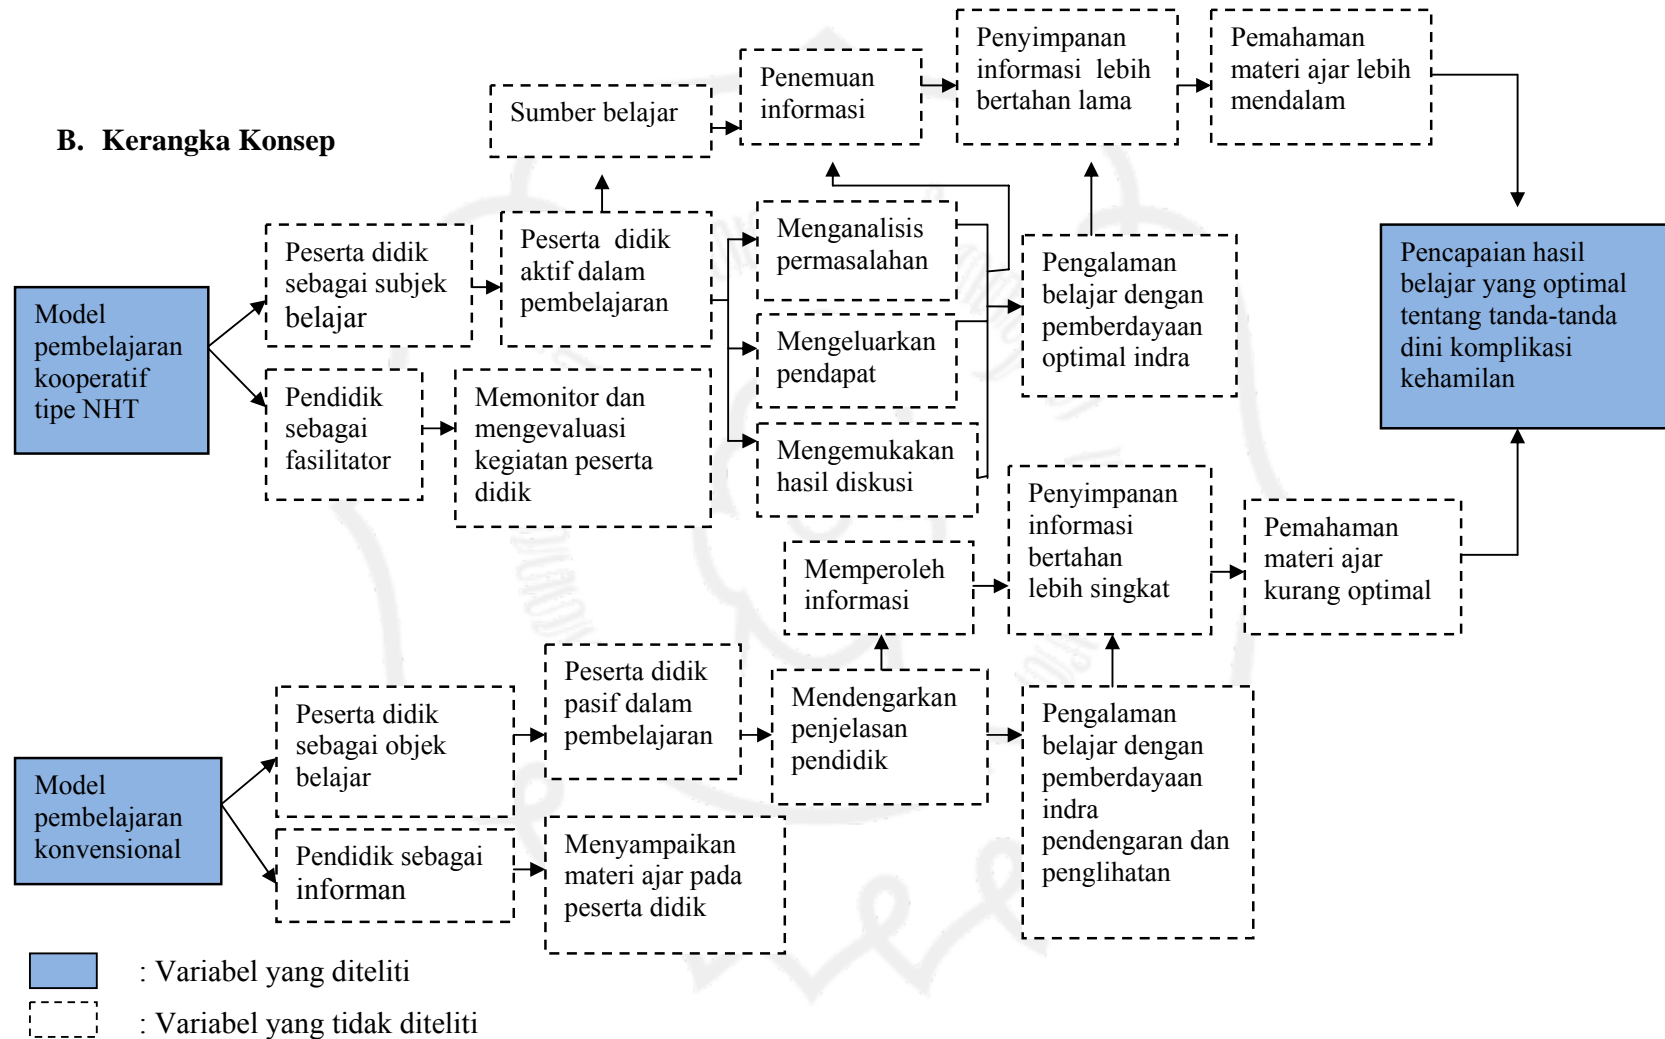 B. Kerangka Konsep
Sumber belajar
Penemuan
informasi
Penyimpanan
informasi lebih
bertahan lama
Pemahaman
materi ajar lebih
mendalam
Model
pembelajaran
kooperatif
tipe NHT
Peserta didik
sebagai subjek
belajar
Peserta didik
aktif dalam
pembelajaran
Menganalisis
permasalahan
Mengeluarkan
pendapat
Mengemukakan
hasil diskusi
Pengalaman
belajar dengan
pemberdayaan
optimal indra
Pencapaian hasil
belajar yang optimal
tentang tanda-tanda
dini komplikasi
kehamilan
Pendidik
sebagai
fasilitator
Memonitor dan
mengevaluasi
kegiatan peserta
didik
Memperoleh
informasi
Penyimpanan
informasi
bertahan
lebih singkat
Pemahaman
materi ajar
kurang optimal
Model
pembelajaran
konvensional
Peserta didik
sebagai objek
belajar
Peserta didik
pasif dalam
pembelajaran
Mendengarkan
penjelasan
pendidik
Pengalaman
belajar dengan
pemberdayaan
indra
pendengaran dan
penglihatan
Pendidik sebagai
informan
Menyampaikan
materi ajar pada
peserta didik
: Variabel yang diteliti
: Variabel yang tidak diteliti